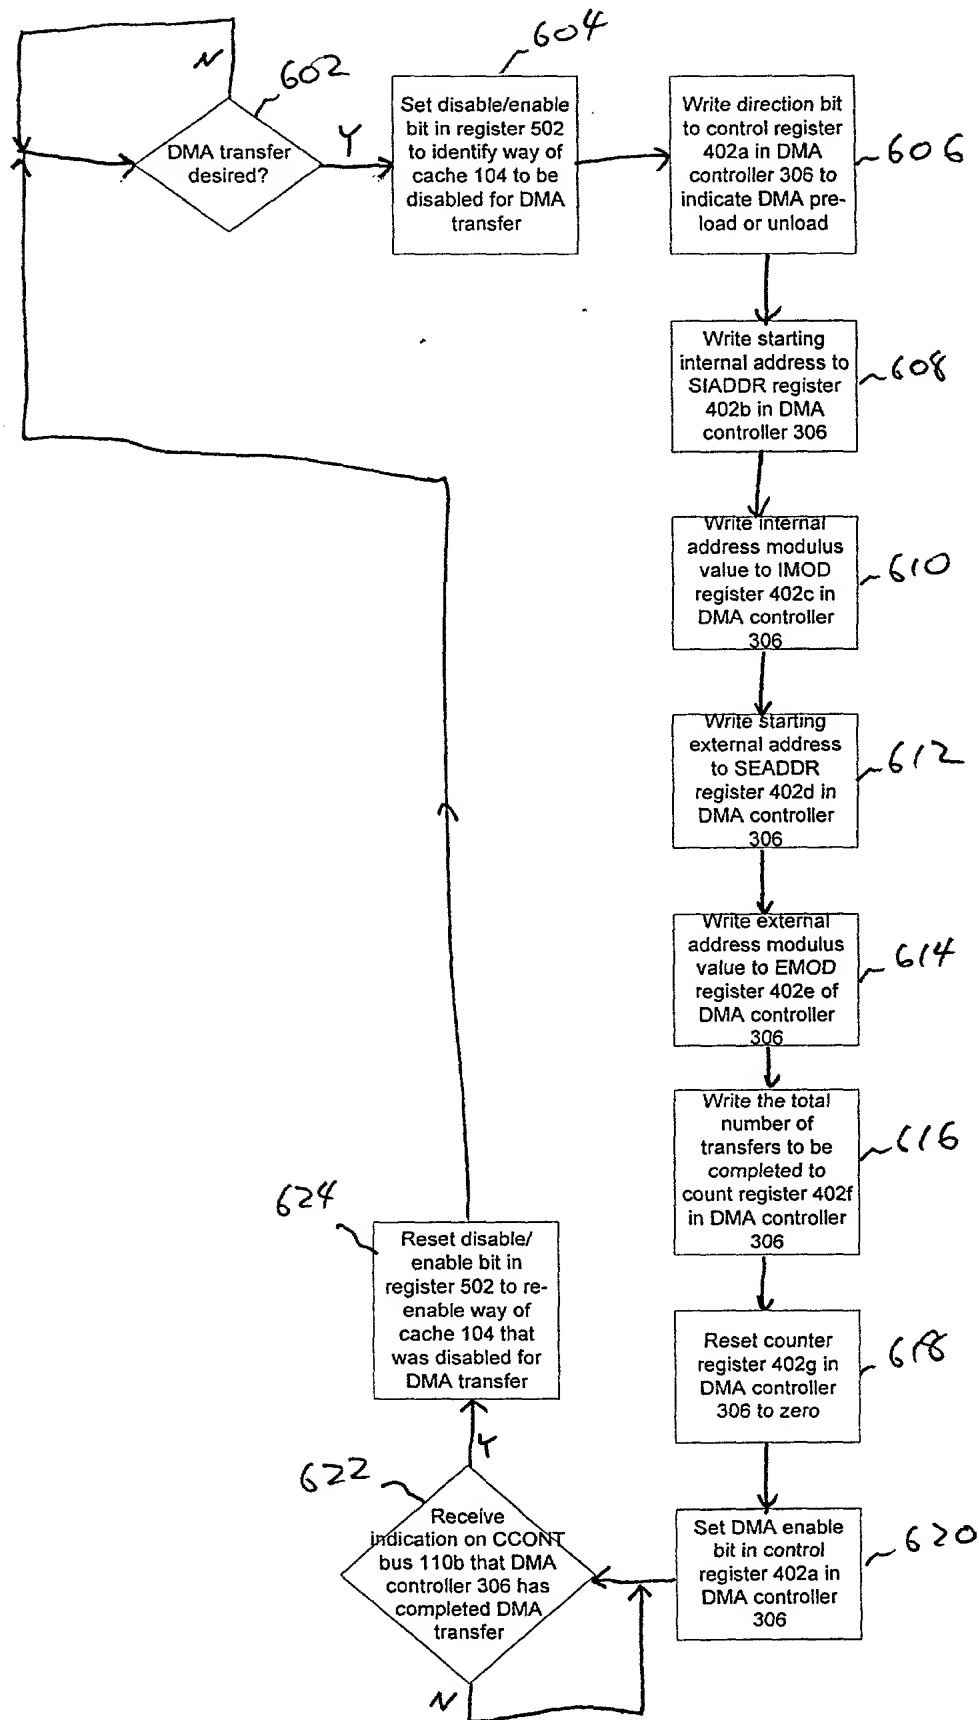 N
602
DMA transfer
desired?
Y
604
Set disable/enable
bit in register 502
to identify way of
cache 104 to be
disabled for DMA
transfer
Write direction bit
to control register
402a in DMA
controller 306 to
indicate DMA pre-
load or unload
606
Write starting
internal address to
SIADDR register
402b in DMA
controller 306
608
Write internal
address modulus
value to IMOD
register 402c in
DMA controller
306
610
Write starting
external address
to SEADDR
register 402d in
DMA controller
306
612
Write external
address modulus
value to EMOD
register 402e of
DMA controller
306
614
Write the total
number of
transfers to be
completed to
count register 402f
in DMA controller
306
616
Reset counter
register 402g in
DMA controller
306 to zero
618
Set DMA enable
bit in control
register 402a in
DMA controller
306
620
622
Receive
indication on CCONT
bus 110b that DMA
controller 306 has
completed DMA
transfer
N
Y
624
Reset disable/
enable bit in
register 502 to re-
enable way of
cache 104 that
was disabled for
DMA transfer